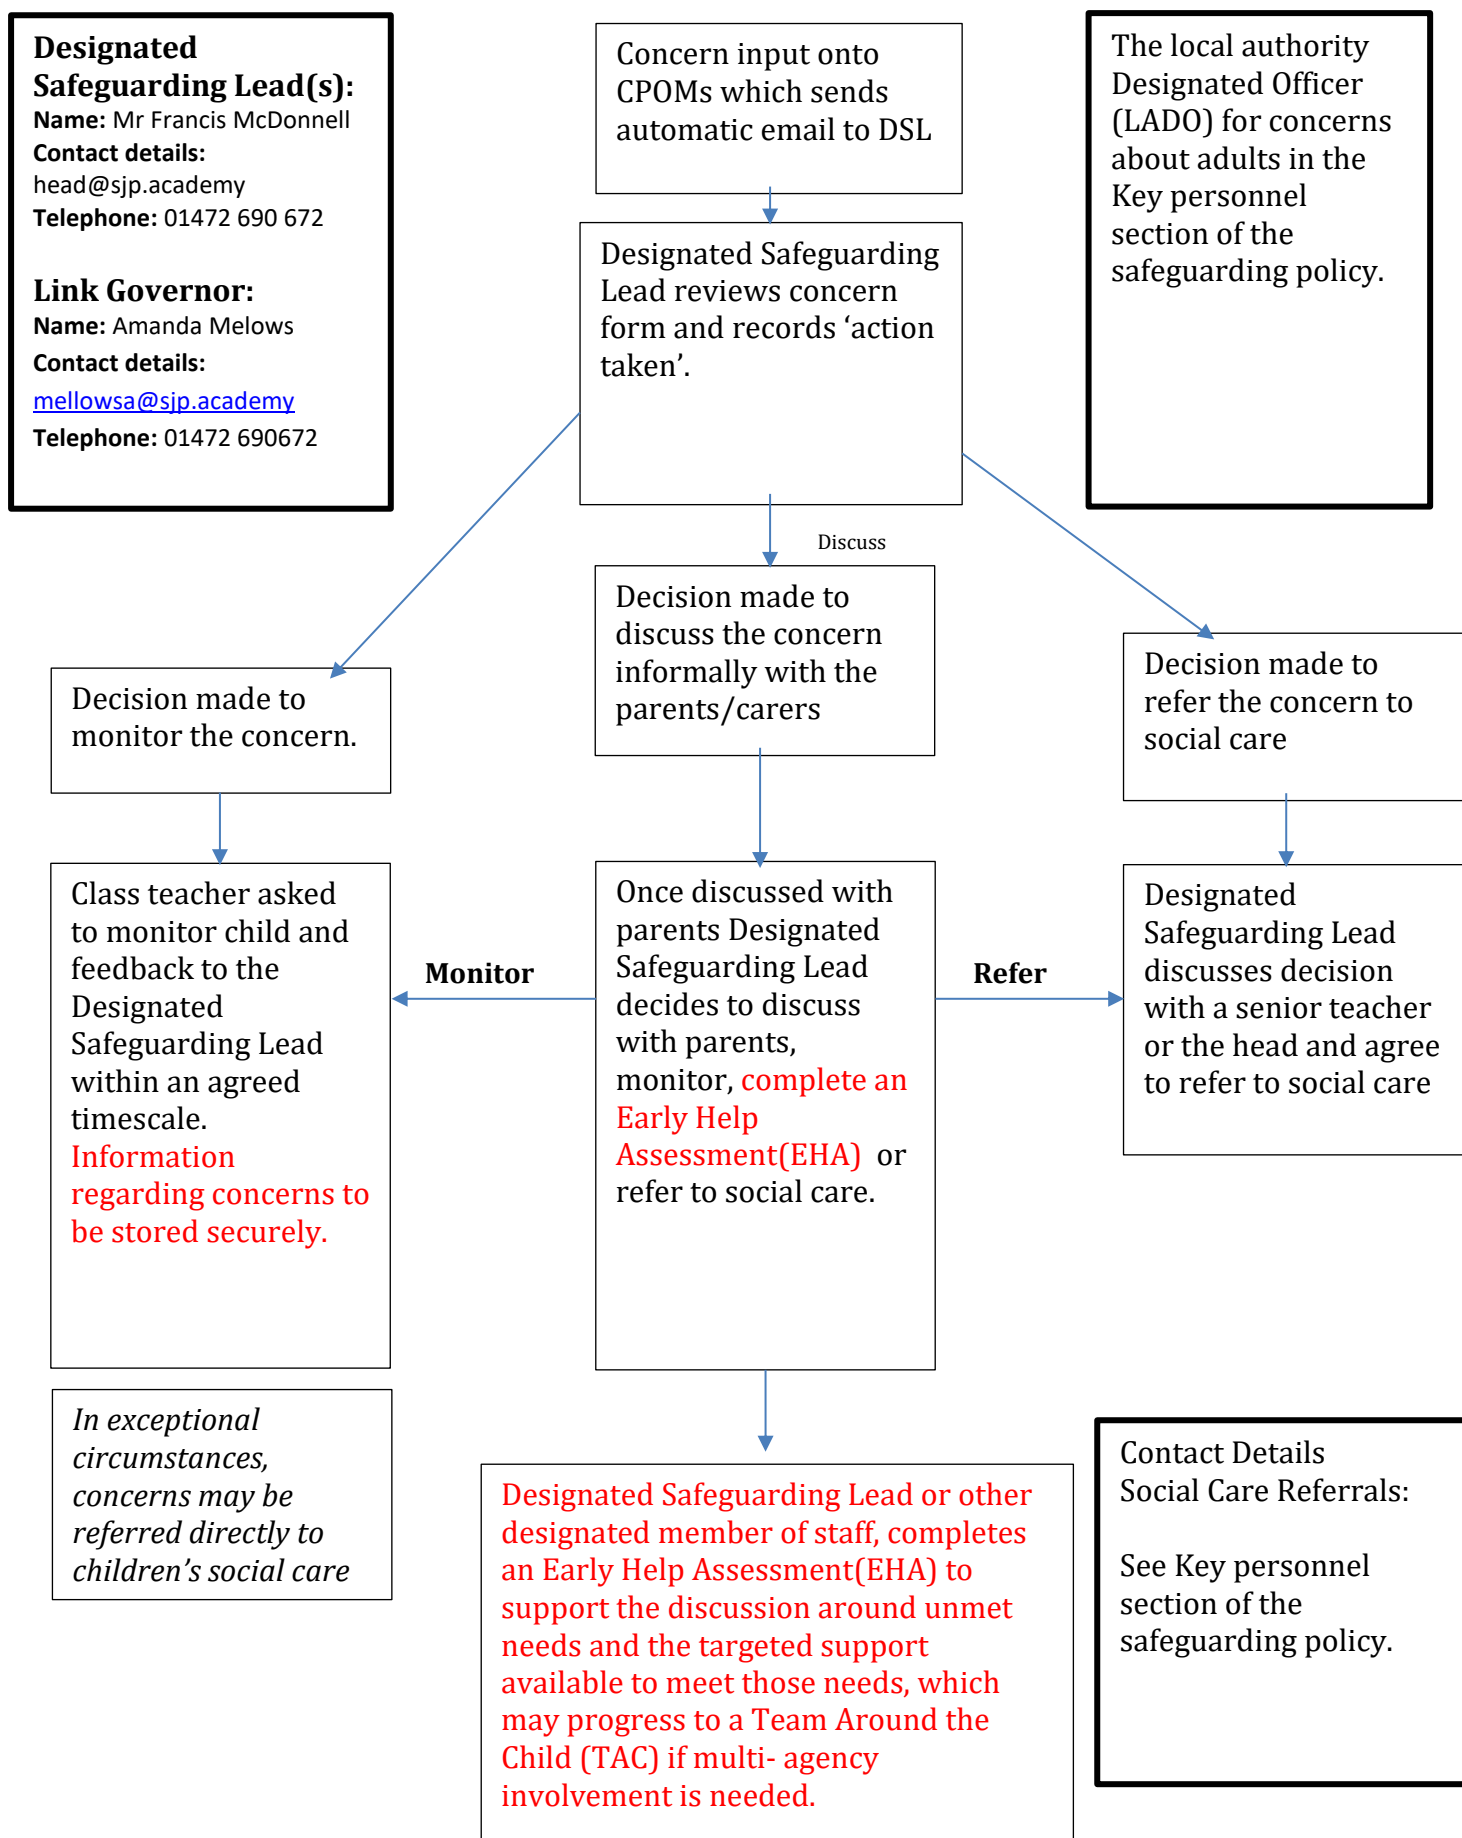 Designated
Safeguarding Lead(s):
Name: Mr Francis McDonnell
Contact details:
head@sjp.academy
Telephone: 01472 690 672
Link Governor:
Name: Amanda Melows
Contact details:
mellowsa@sjp.academy
Telephone: 01472 690672
Concern input onto
CPOMs which sends
automatic email to DSL
The local authority
Designated Officer
(LADO) for concerns
about adults in the
Key personnel
section of the
safeguarding policy.
Designated Safeguarding
Lead reviews concern
form and records ‘action
taken’.
Discuss
Decision made to
monitor the concern.
Decision made to
discuss the concern
informally with the
parents/carers
Decision made to
refer the concern to
social care
Class teacher asked
to monitor child and
feedback to the
Designated
Safeguarding Lead
within an agreed
timescale.
Information
regarding concerns to
be stored securely.
Monitor
Once discussed with
parents Designated
Safeguarding Lead
decides to discuss
with parents,
monitor, complete an
Early Help
Assessment(EHA) or
refer to social care.
Refer
Designated
Safeguarding Lead
discusses decision
with a senior teacher
or the head and agree
to refer to social care
In exceptional
circumstances,
concerns may be
referred directly to
children’s social care
Designated Safeguarding Lead or other
designated member of staff, completes
an Early Help Assessment(EHA) to
support the discussion around unmet
needs and the targeted support
available to meet those needs, which
may progress to a Team Around the
Child (TAC) if multi- agency
involvement is needed.
Contact Details
Social Care Referrals:
See Key personnel
section of the
safeguarding policy.